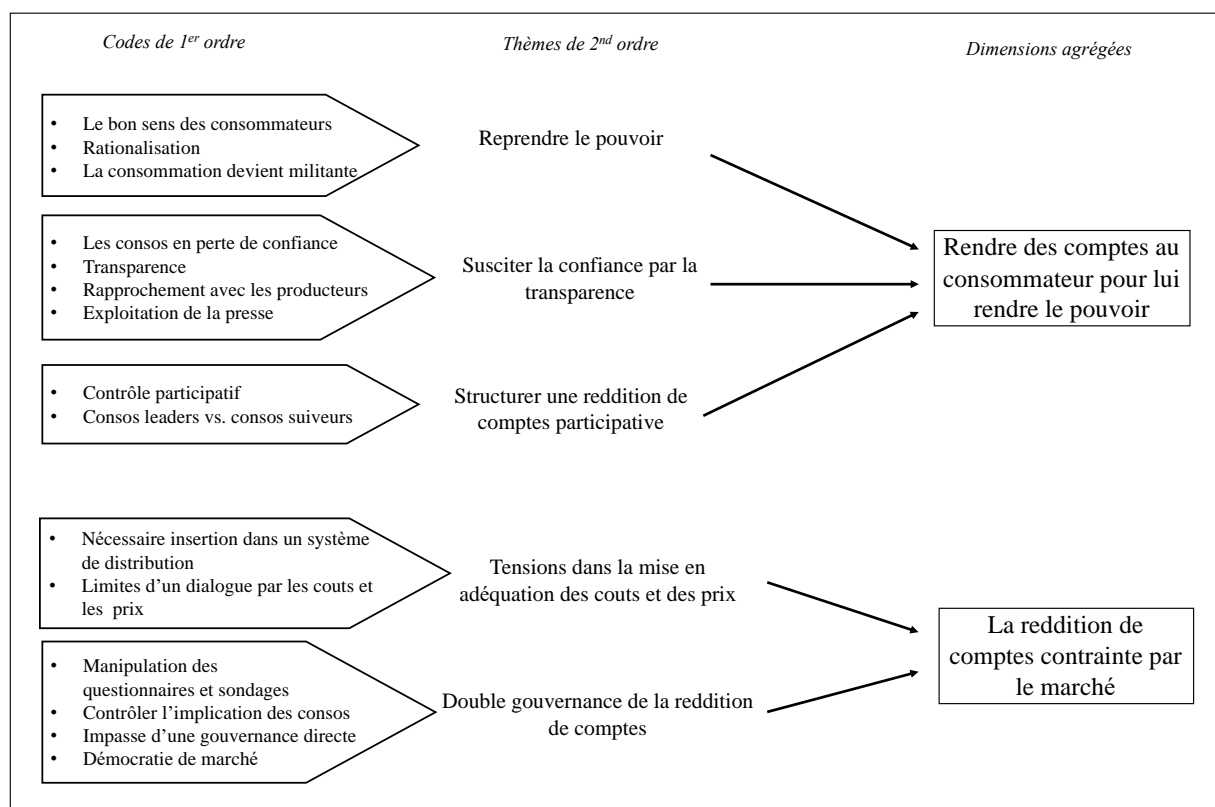 Codes de 1er ordre
Thèmes de 2nd ordre
Dimensions agrégées
• Le bon sens des consommateurs
• Rationalisation
• La consommation devient militante
Reprendre le pouvoir
• Les consos en perte de confiance
• Transparence
• Rapprochement avec les producteurs
• Exploitation de la presse
Susciter la confiance par la
transparence
• Contrôle participatif
• Consos leaders vs. consos suiveurs
Structurer une reddition de
comptes participative
Rendre des comptes au
consommateur pour lui
rendre le pouvoir
• Nécessaire insertion dans un système
de distribution
• Limites d’un dialogue par les couts et
les prix
Tensions dans la mise en
adéquation des couts et des prix
• Manipulation des
questionnaires et sondages
• Contrôler l’implication des consos
• Impasse d’une gouvernance directe
• Démocratie de marché
Double gouvernance de la reddition
de comptes
La reddition de
comptes contrainte par
le marché